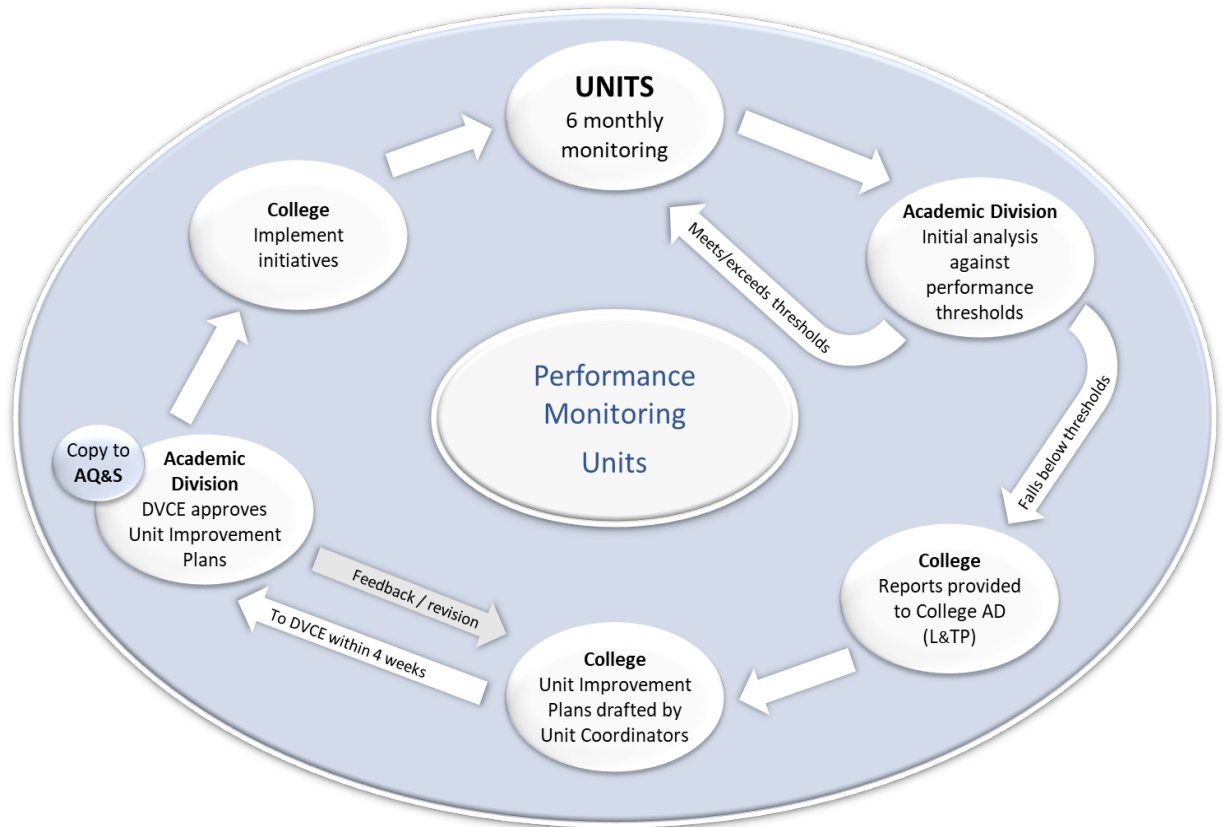 UNITS
6 monthly
monitoring
Academic Division
Initial analysis
against
performance
thresholds
Meets/exceeds thresholds
Falls below thresholds
College
Reports provided
to College AD
(L&TP)
College
Unit Improvement
Plans drafted by
Unit Coordinators
To DVCE within 4 weeks
Feedback / revision
Academic
Division
DVCE approves
Unit Improvement
Plans
Copy to
AQ&S
College
Implement
initiatives
Performance
Monitoring
Units